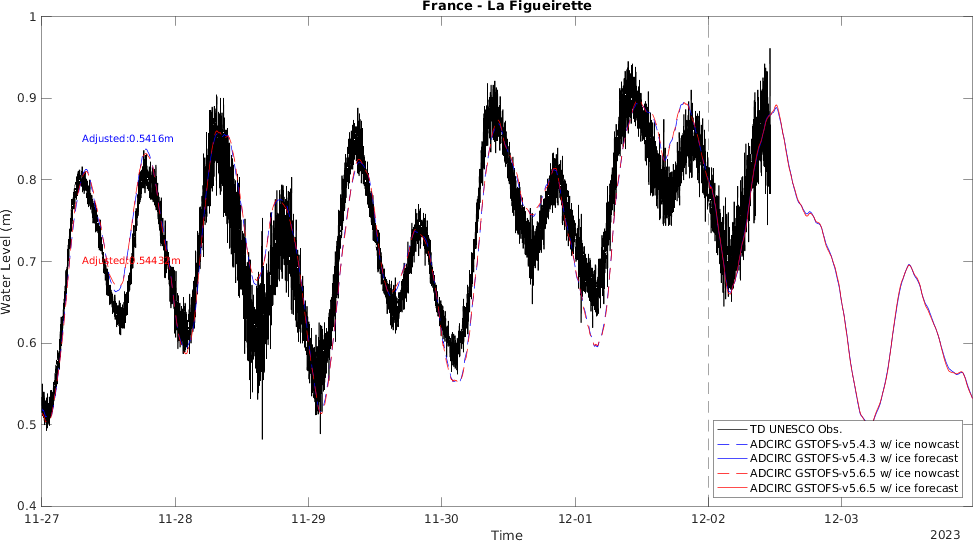 France - La Figueirette
1
0.9
0.8
0.7
0.6
0.5
0.4
Water Level (m)
Adjusted:0.5416m
Adjusted:0.5443m
TD UNESCO Obs.
ADCIRC GSTOFS-v5.4.3 w/ ice nowcast
ADCIRC GSTOFS-v5.4.3 w/ ice forecast
ADCIRC GSTOFS-v5.6.5 w/ ice nowcast
ADCIRC GSTOFS-v5.6.5 w/ ice forecast
11-27 11-28 11-29 11-30 12-01 12-02 12-03
Time
2023